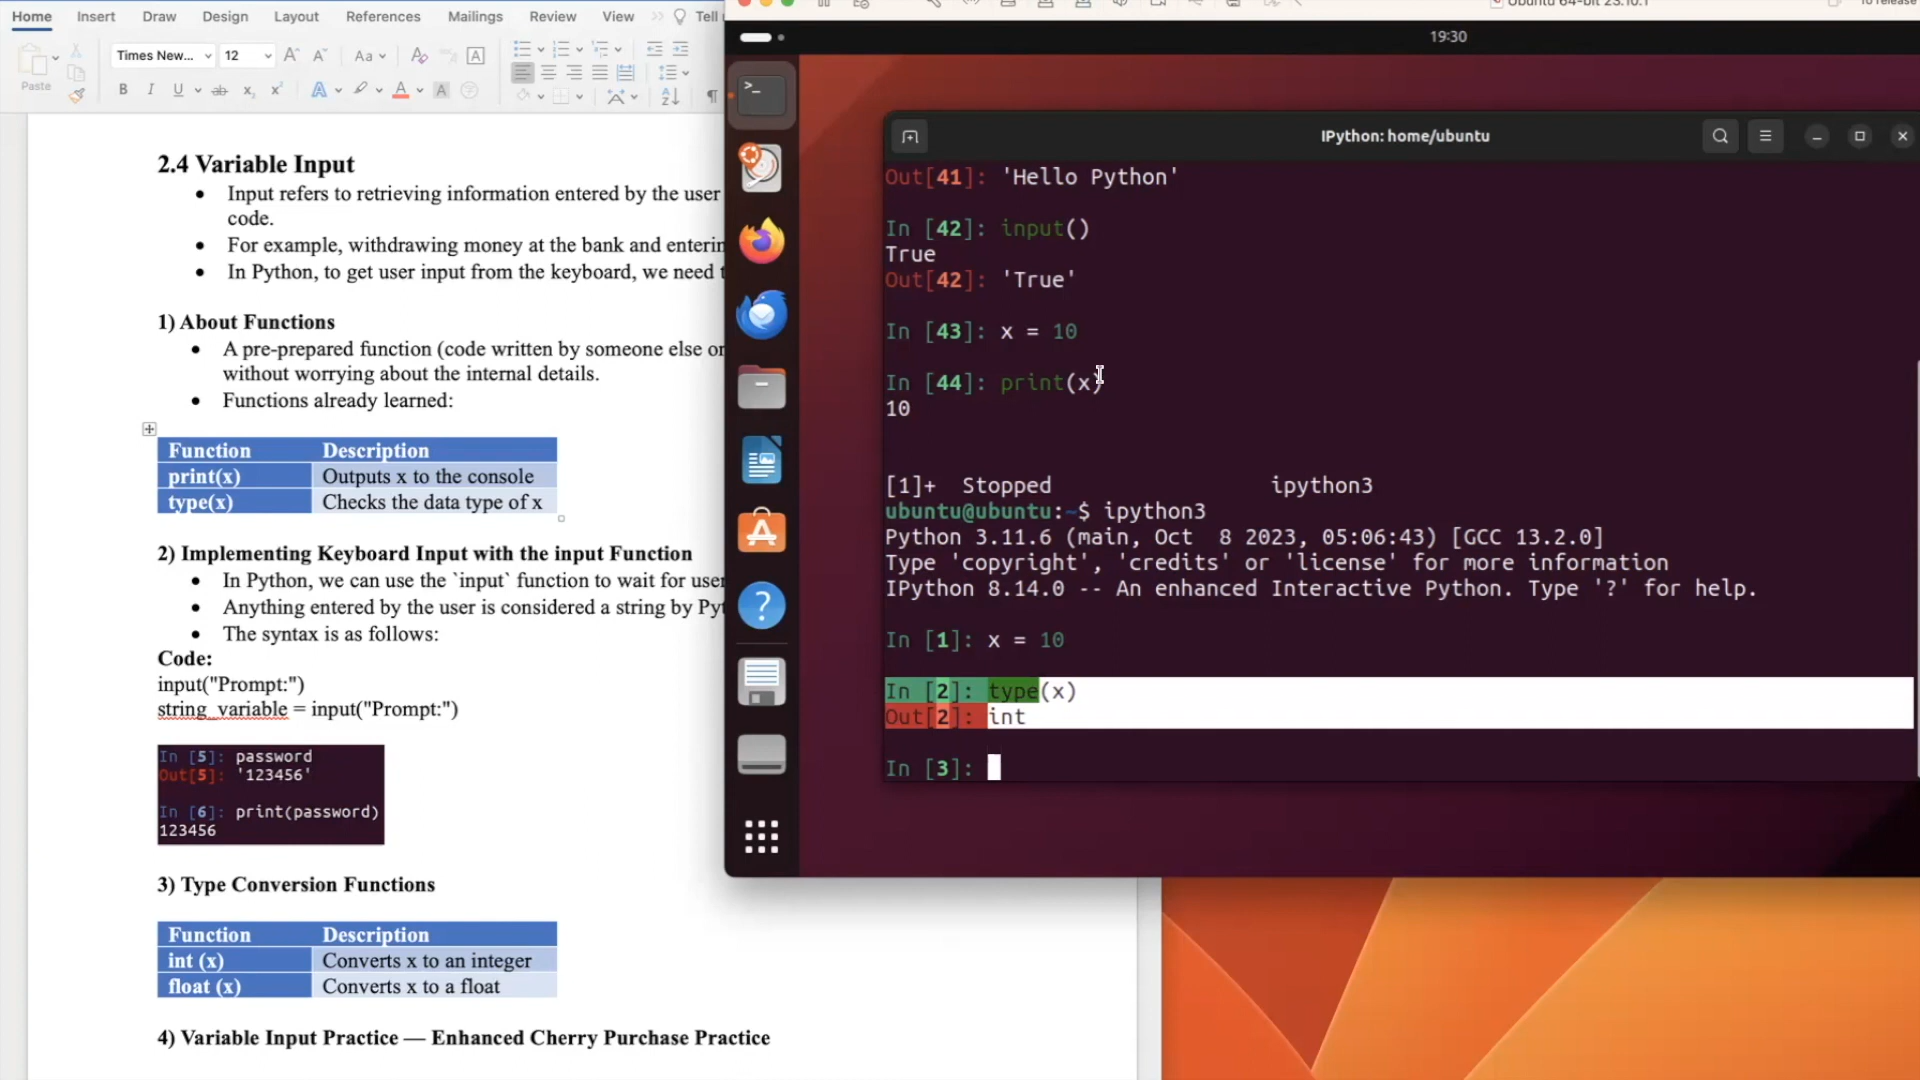 Home Insert Draw Design Layout References Mailings Review View Tell
Times New... 12
Paste
2.4 Variable Input
Input refers to retrieving information entered by the user
code.
For example, withdrawing money at the bank and enterin
In Python, to get user input from the keyboard, we need t
1) About Functions
A pre-prepared function (code written by someone else or
without worrying about the internal details.
Functions already learned:
Function Description
print(x) Outputs x to the console
type(x) Checks the data type of x
2) Implementing Keyboard Input with the input Function
In Python, we can use the `input` function to wait for user
Anything entered by the user is considered a string by Pyt
The syntax is as follows:
Code:
input("Prompt:")
string_variable = input("Prompt:")
In [5]: password
Out[5]: '123456'
In [6]: print(password)
123456
3) Type Conversion Functions
Function Description
int (x) Converts x to an integer
float (x) Converts x to a float
4) Variable Input Practice — Enhanced Cherry Purchase Practice
Ubuntu 64-bit 23.10.1
19:30
IPython: home/ubuntu
Out[41]: 'Hello Python'
In [42]: input()
True
Out[42]: 'True'
In [43]: x = 10
In [44]: print(x)
10
[1]+ Stopped ipython3
ubuntu@ubuntu:~$ ipython3
Python 3.11.6 (main, Oct 8 2023, 05:06:43) [GCC 13.2.0]
Type 'copyright', 'credits' or 'license' for more information
IPython 8.14.0 -- An enhanced Interactive Python. Type '?' for help.
In [1]: x = 10
In [2]: type(x)
Out[2]: int
In [3]: